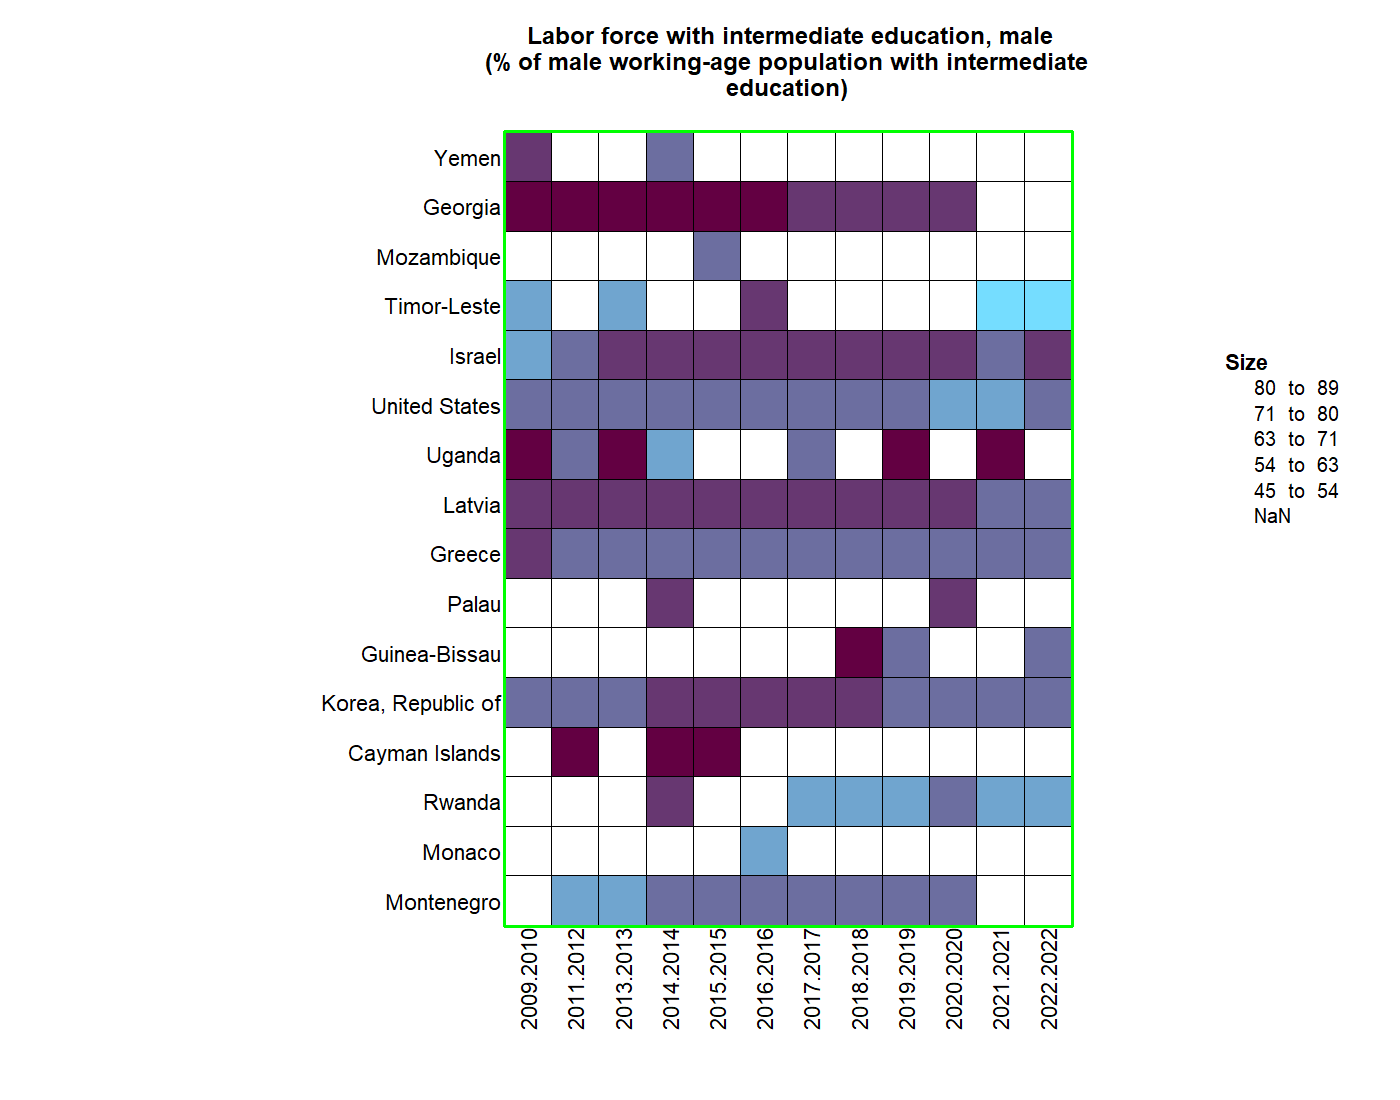 Labor force with intermediate education, male
(% of male working-age population with intermediate
education)
Yemen
Georgia
Mozambique
Timor-Leste
Israel
United States
Uganda
Latvia
Greece
Palau
Guinea-Bissau
Korea, Republic of
Cayman Islands
Rwanda
Monaco
Montenegro
2009.2010
2011.2012
2013.2013
2014.2014
2015.2015
2016.2016
2017.2017
2018.2018
2019.2019
2020.2020
2021.2021
2022.2022
Size
80 to 89
71 to 80
63 to 71
54 to 63
45 to 54
NaN